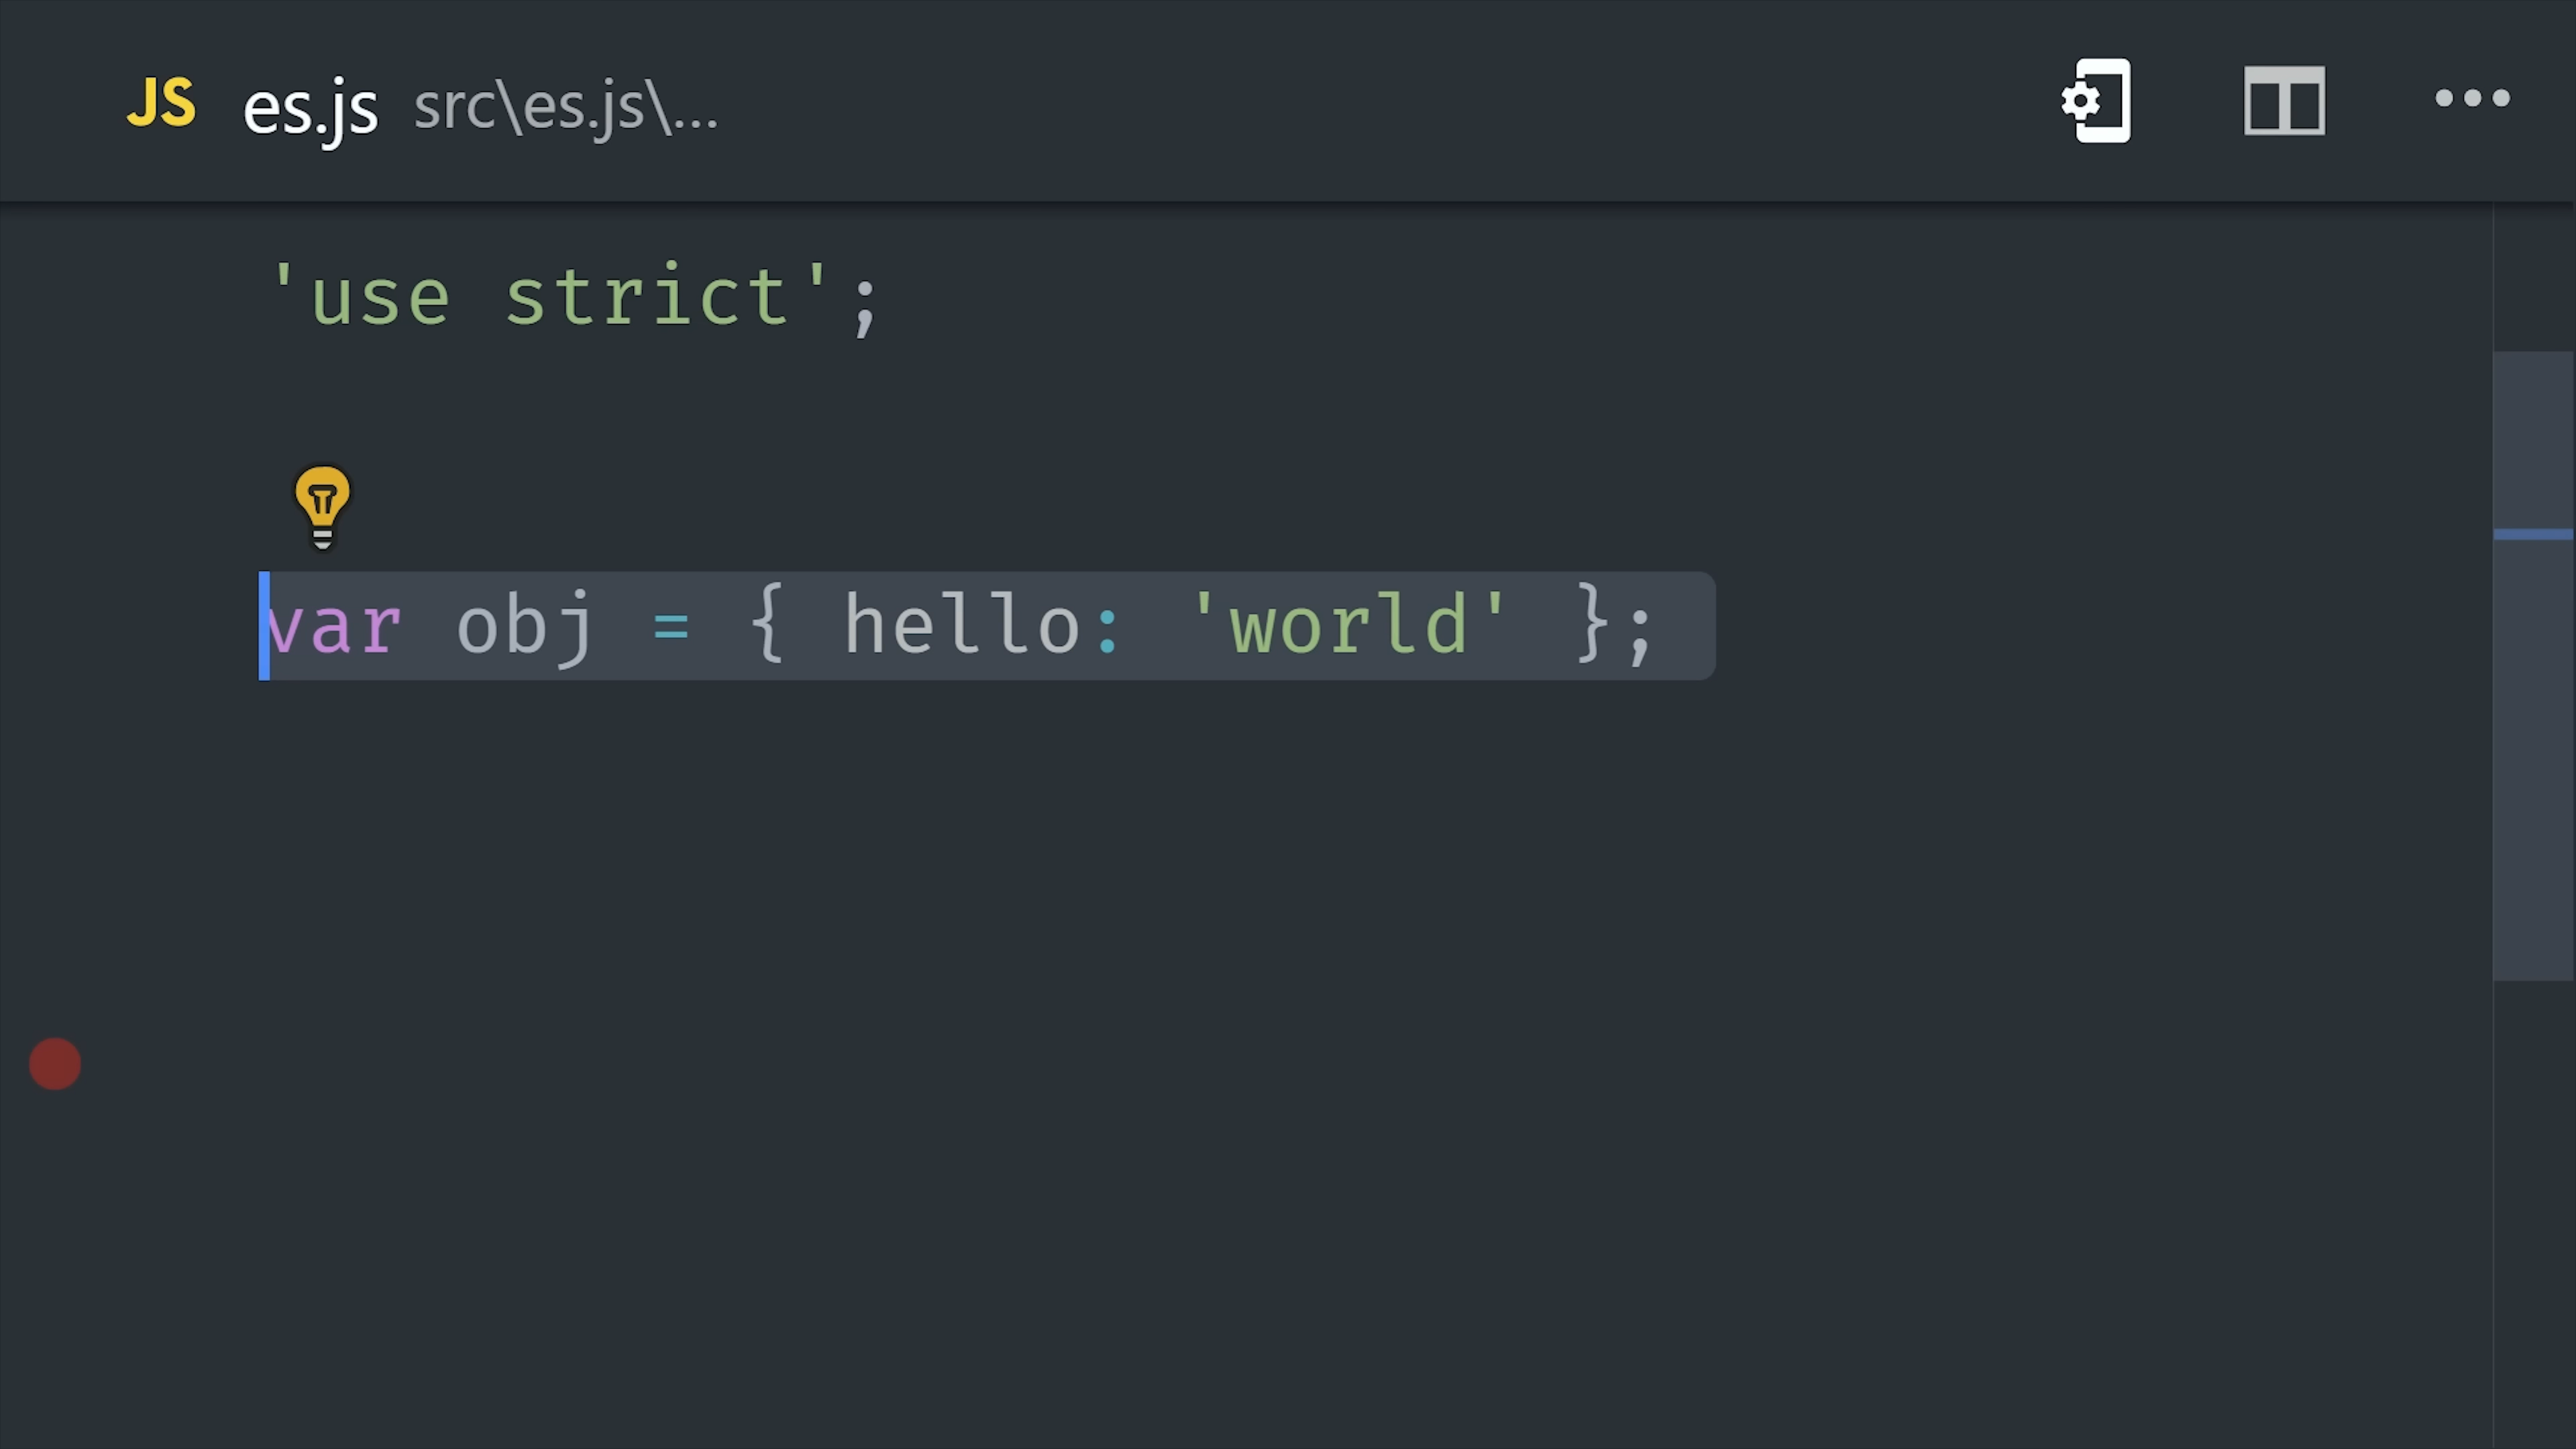 JS es.js src\es.js\...
'use strict';
var obj = { hello: 'world' };